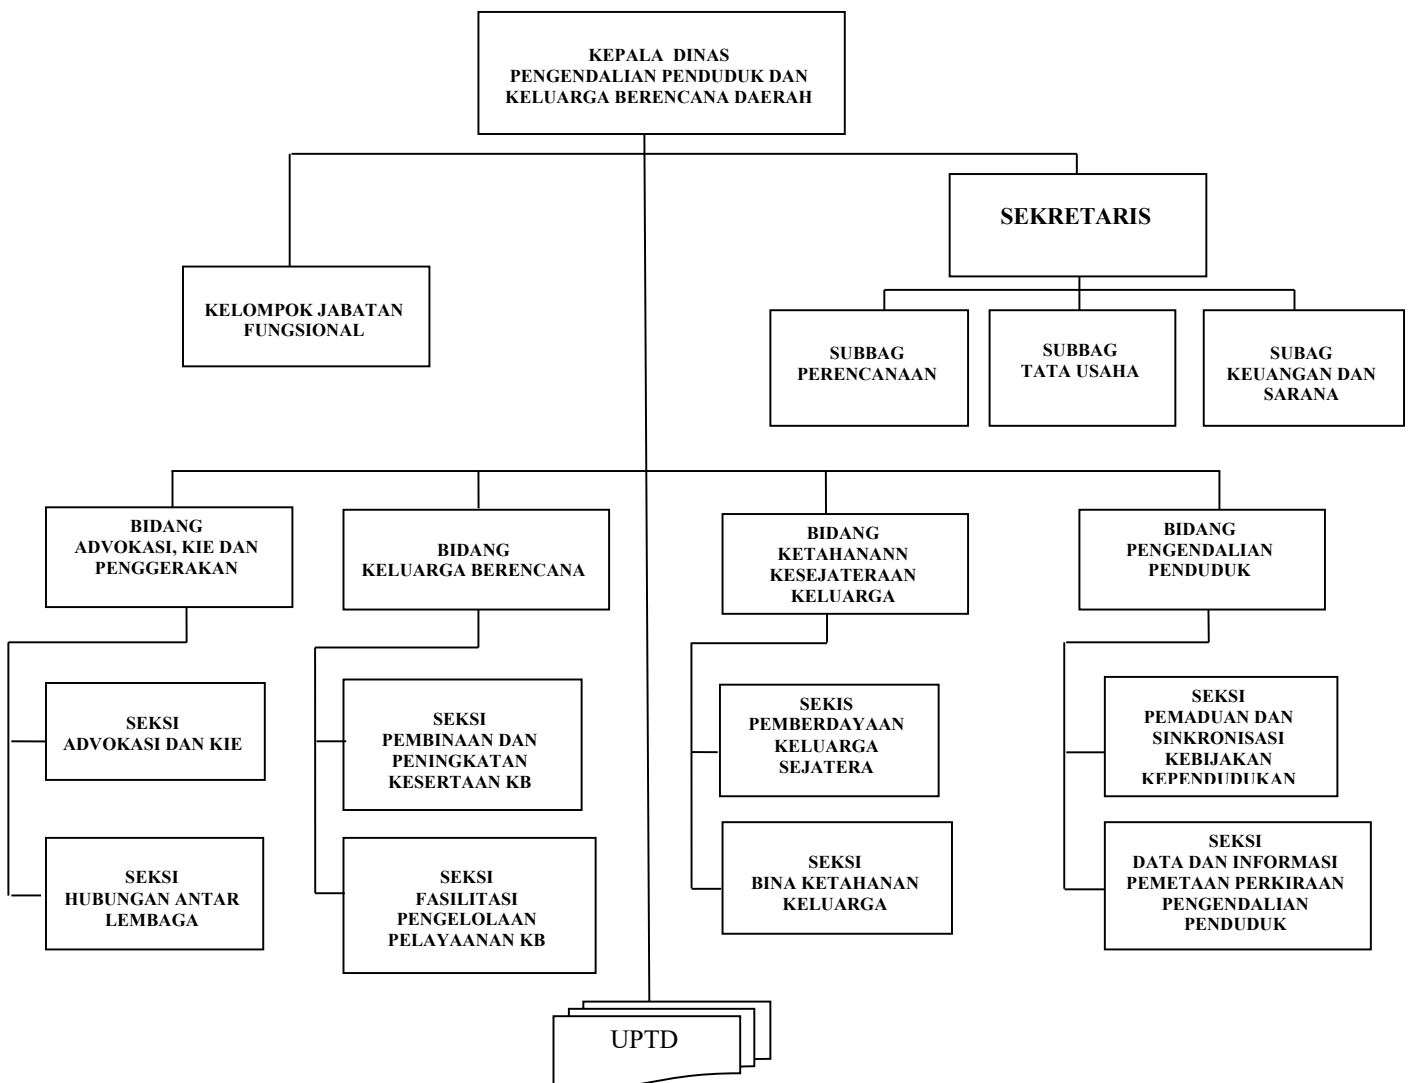 KEPALA DINAS
PENGENDALIAN PENDUDUK DAN
KELUARGA BERENCANA DAERAH
SEKRETARIS
KELOMPOK JABATAN
FUNGSIONAL
SUBBAG
PERENCANAAN
SUBBAG
TATA USAHA
SUBAG
KEUANGAN DAN
SARANA
BIDANG
ADVOKASI, KIE DAN
PENGGERAKAN
BIDANG
KELUARGA BERENCANA
BIDANG
KETAHANANN
KESEJATERAAN
KELUARGA
BIDANG
PENGENDALIAN
PENDUDUK
SEKSI
ADVOKASI DAN KIE
SEKSI
PEMBINAAN DAN
PENINGKATAN
KESERTAAN KB
SEKIS
PEMBERDAYAAN
KELUARGA
SEJATERA
SEKSI
PEMADUAN DAN
SINKRONISASI
KEBIJAKAN
KEPENDUDUKAN
SEKSI
HUBUNGAN ANTAR
LEMBAGA
SEKSI
FASILITASI
PENGELOLAAN
PELAYAANAN KB
SEKSI
BINA KETAHANAN
KELUARGA
SEKSI
DATA DAN INFORMASI
PEMETAAN PERKIRAAN
PENGENDALIAN
PENDUDUK
UPTD